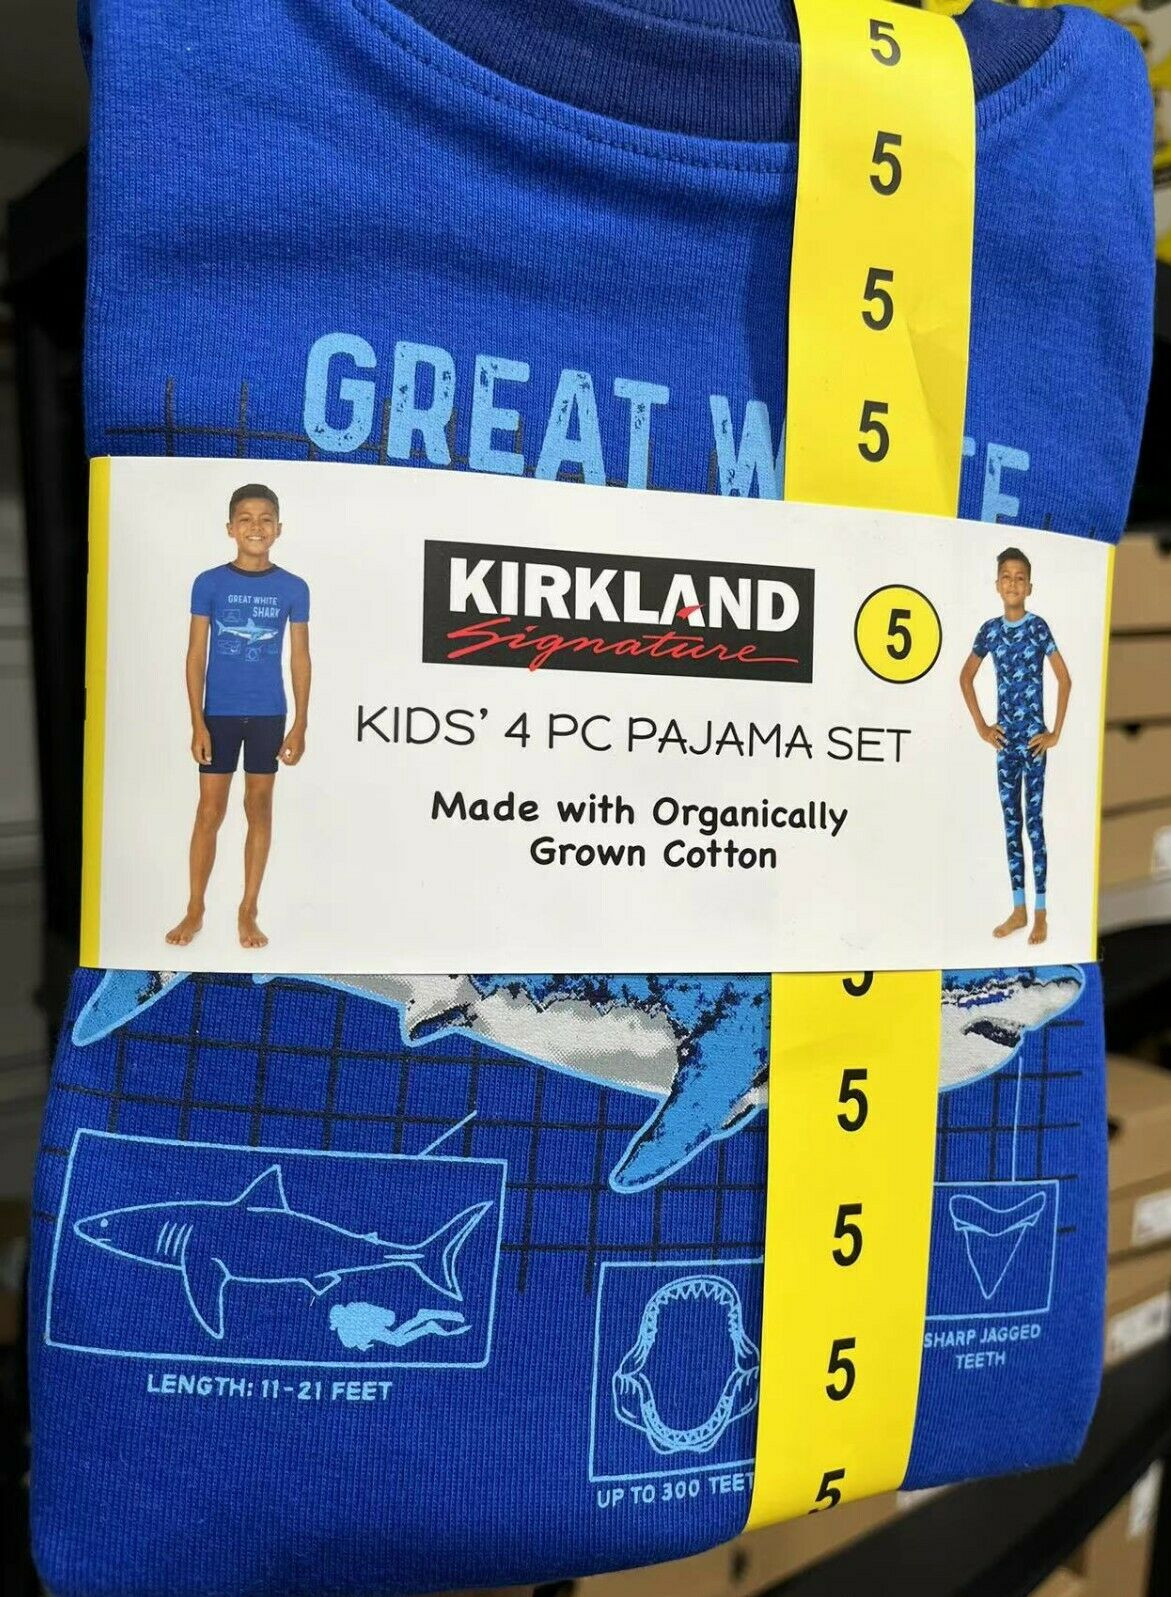 5
5
5
5
GREAT
KIRKLAND
Signature
5
KIDS' 4 PC PAJAMA SET
Made with Organically
Grown Cotton
GREAT WHITE
SHARK
5
5
5
5
5
LENGTH: 11-21 FEET
SHARP JAGGED
TEETH
UP TO 300